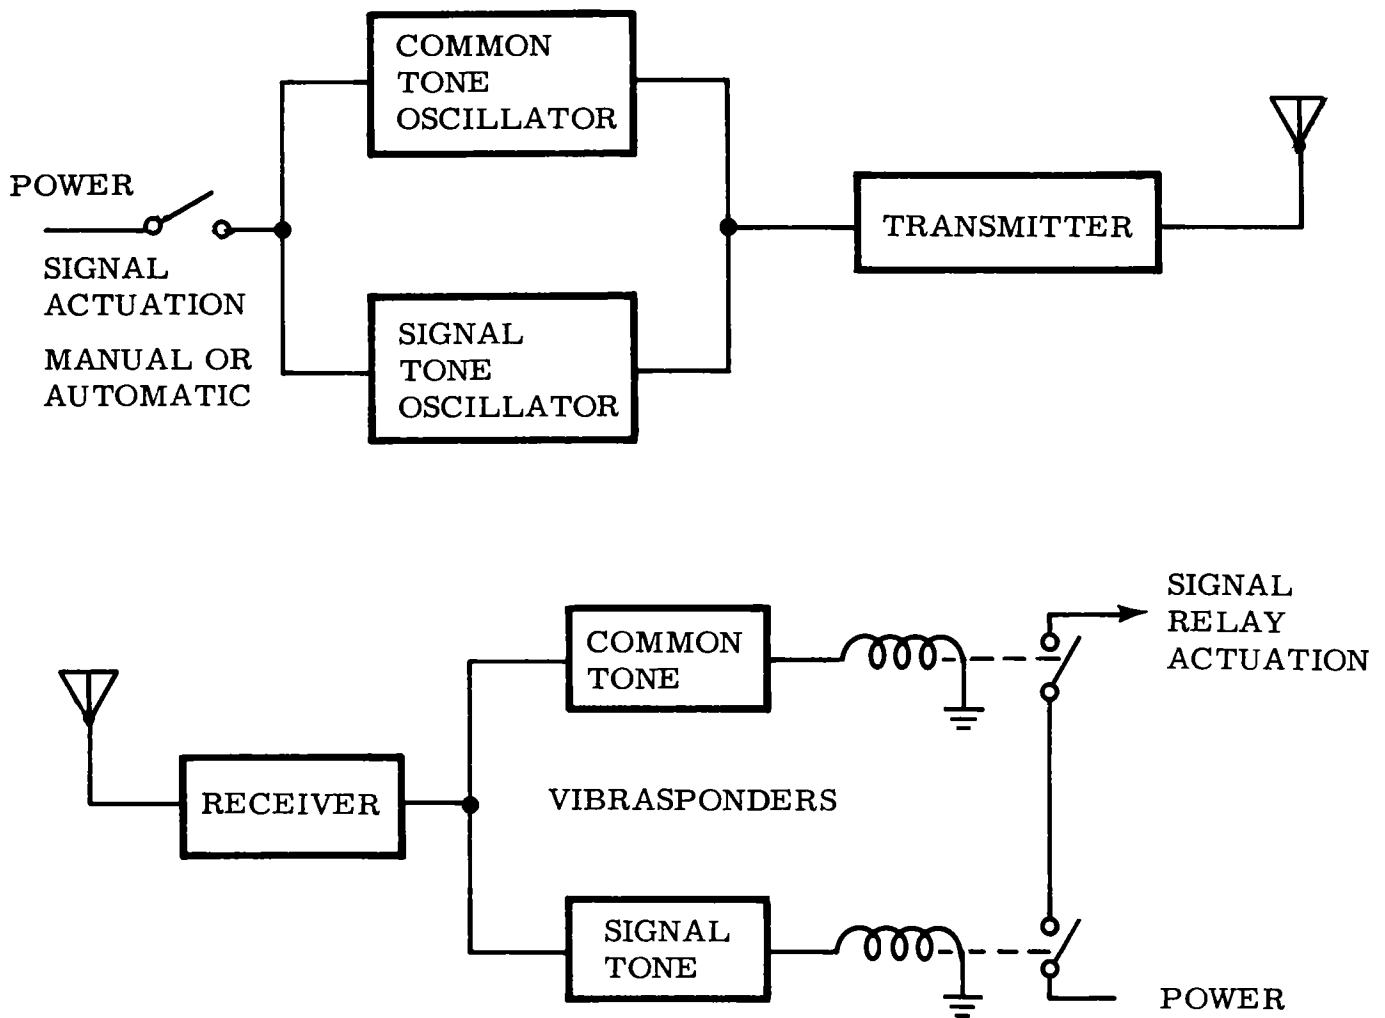 COMMON
TONE
OSCILLATOR
POWER
SIGNAL
ACTUATION
MANUAL OR
AUTOMATIC
SIGNAL
TONE
OSCILLATOR
TRANSMITTER
SIGNAL
RELAY
ACTUATION
COMMON
TONE
RECEIVER
VIBRASPONDERS
SIGNAL
TONE
POWER